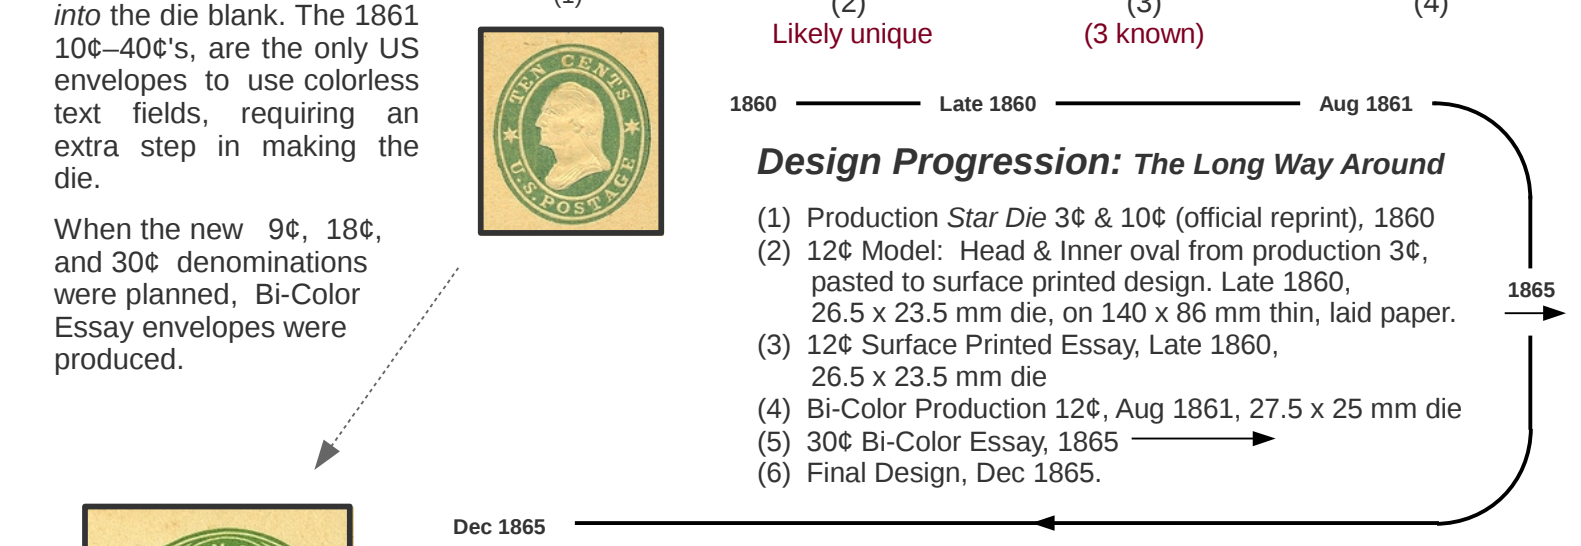 into the die blank. The 1861
10¢–40¢'s, are the only US
envelopes to use colorless
text fields, requiring an
extra step in making the
die.
When the new 9¢, 18¢,
and 30¢ denominations
were planned, Bi-Color
Essay envelopes were
produced.
(1)
TEN CENTS
U.S. POSTAGE
(2)
Likely unique
(3)
(3 known)
(4)
1860
Late 1860
Aug 1861
Design Progression: The Long Way Around
(1) Production Star Die 3¢ & 10¢ (official reprint), 1860
(2) 12¢ Model: Head & Inner oval from production 3¢,
pasted to surface printed design. Late 1860,
26.5 x 23.5 mm die, on 140 x 86 mm thin, laid paper.
(3) 12¢ Surface Printed Essay, Late 1860,
26.5 x 23.5 mm die
(4) Bi-Color Production 12¢, Aug 1861, 27.5 x 25 mm die
(5) 30¢ Bi-Color Essay, 1865
(6) Final Design, Dec 1865.
1865
Dec 1865